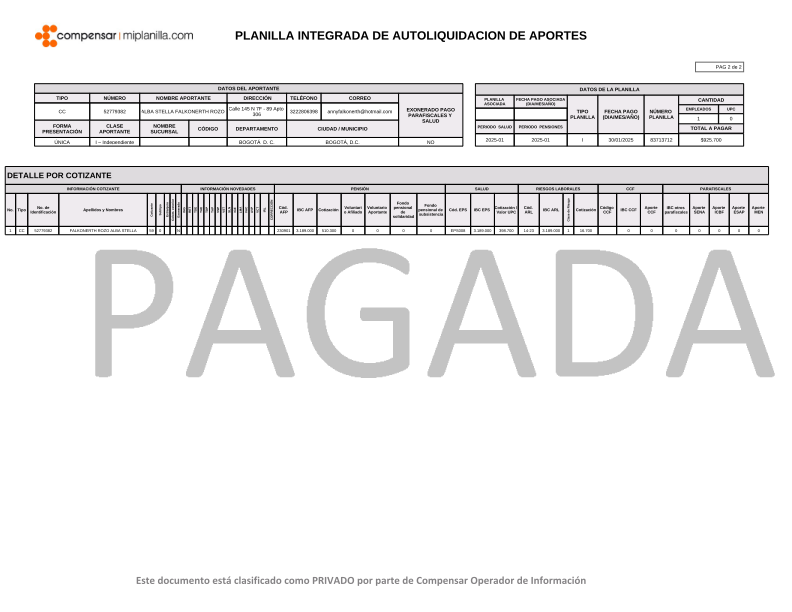 compensar | miplanilla.com
PLANILLA INTEGRADA DE AUTOLIQUIDACION DE APORTES
PAG 2 de 2
DATOS DEL APORTANTE
TIPO NÚMERO NOMBRE APORTANTE DIRECCIÓN TELÉFONO CORREO EXONERADO PAGO PARAFISCALES Y SALUD
CC 52779382 ALBA STELLA FALKONERTH ROZO Calle 145 N 7F - 89 Apto 306 3222806398 annyfalkonerth@hotmail.com
FORMA PRESENTACIÓN CLASE APORTANTE NOMBRE SUCURSAL CÓDIGO DEPARTAMENTO CIUDAD / MUNICIPIO
ÚNICA I – Independiente BOGOTÁ D. C. BOGOTÁ, D.C. NO
DATOS DE LA PLANILLA
PLANILLA ASOCIADA FECHA PAGO ASOCIADA (DIA/MES/AÑO) TIPO PLANILLA FECHA PAGO (DIA/MES/AÑO) NÚMERO PLANILLA CANTIDAD
EMPLEADOS UPC
1 0
PERIODO SALUD PERIODO PENSIONES TOTAL A PAGAR
2025-01 2025-01 I 30/01/2025 83713712 $925.700
DETALLE POR COTIZANTE
INFORMACIÓN COTIZANTE INFORMACIÓN NOVEDADES PENSIÓN SALUD RIESGOS LABORALES CCF PARAFISCALES
No. Tipo No. de Identificación Apellidos y Nombres Cód. AFP IBC AFP Cotización Voluntario Afiliado Voluntario Aportante Fondo pensional de solidaridad Fondo pensional de subsistencia Cód. EPS IBC EPS Cotización / Valor UPC Cód. ARL IBC ARL Cotización Código CCF IBC CCF Aporte CCF IBC otros parafiscales Aporte SENA Aporte ICBF Aporte ESAP Aporte MEN
1 CC 52779382 FALKONERTH ROZO ALBA STELLA 59 0 230901 3.189.000 510.300 0 0 0 0 EPS008 3.189.000 398.700 14-23 3.189.000 1 16.700 0 0 0 0 0 0 0
PAGADA
Este documento está clasificado como PRIVADO por parte de Compensar Operador de Información